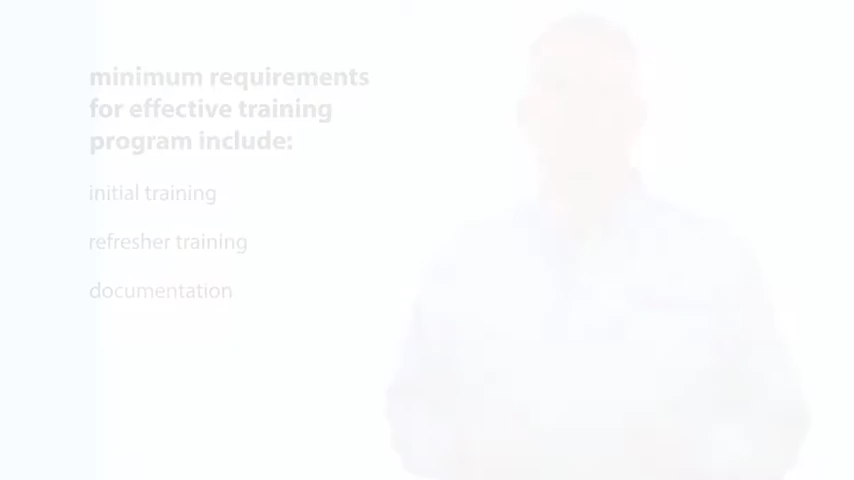 minimum requirements
for effective training
program include:
initial training
refresher training
documentation